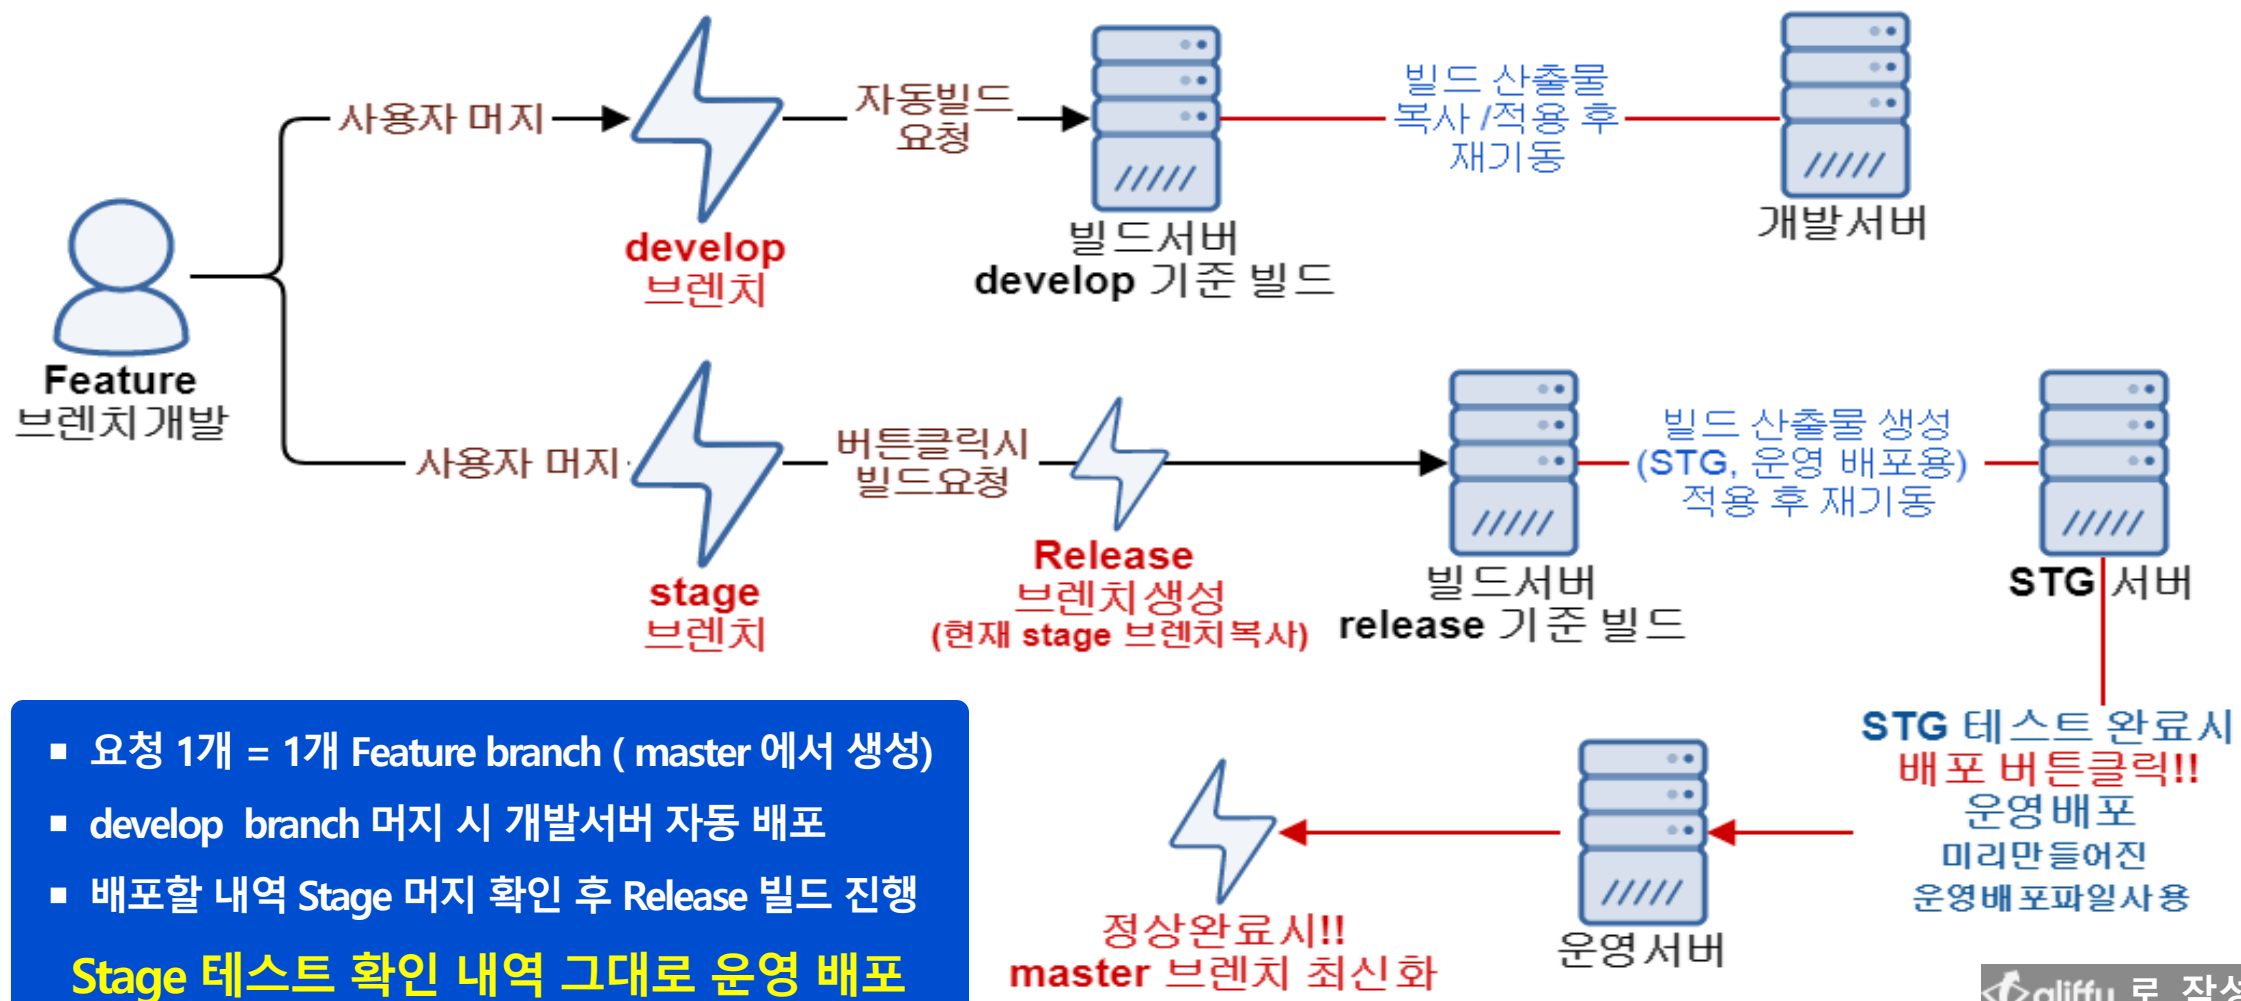 사용자 머지
자동빌드
요청
빌드 산출물
복사 /적용 후
재기동
develop
브렌치
빌드서버
develop 기준 빌드
개발서버
Feature
브렌치개발
사용자 머지
버튼클릭시
빌드요청
빌드 산출물 생성
(STG, 운영 배포용)
적용 후 재기동
stage
브렌치
Release
브렌치생성
(현재 stage 브렌치복사)
빌드서버
release 기준 빌드
STG 서버
STG 테스트 완료시
배포 버튼클릭!!
운영배포
미리만들어진
운영배포파일사용
운영서버
정상완료시!!
master 브렌치 최신화
▪ 요청 1개 = 1개 Feature branch ( master 에서 생성)
▪ develop branch 머지 시 개발서버 자동 배포
▪ 배포할 내역 Stage 머지 확인 후 Release 빌드 진행
Stage 테스트 확인 내역 그대로 운영 배포
gliffy 로